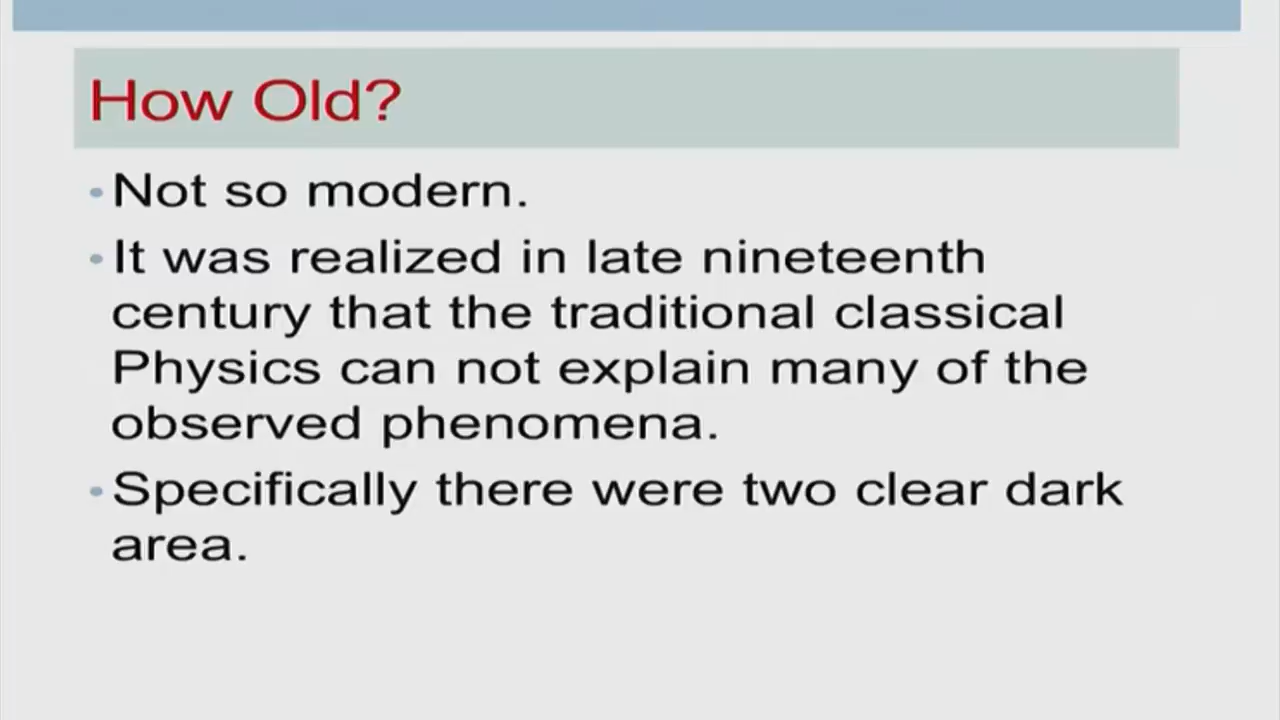 How Old?
• Not so modern.
• It was realized in late nineteenth
century that the traditional classical
Physics can not explain many of the
observed phenomena.
• Specifically there were two clear dark
area.